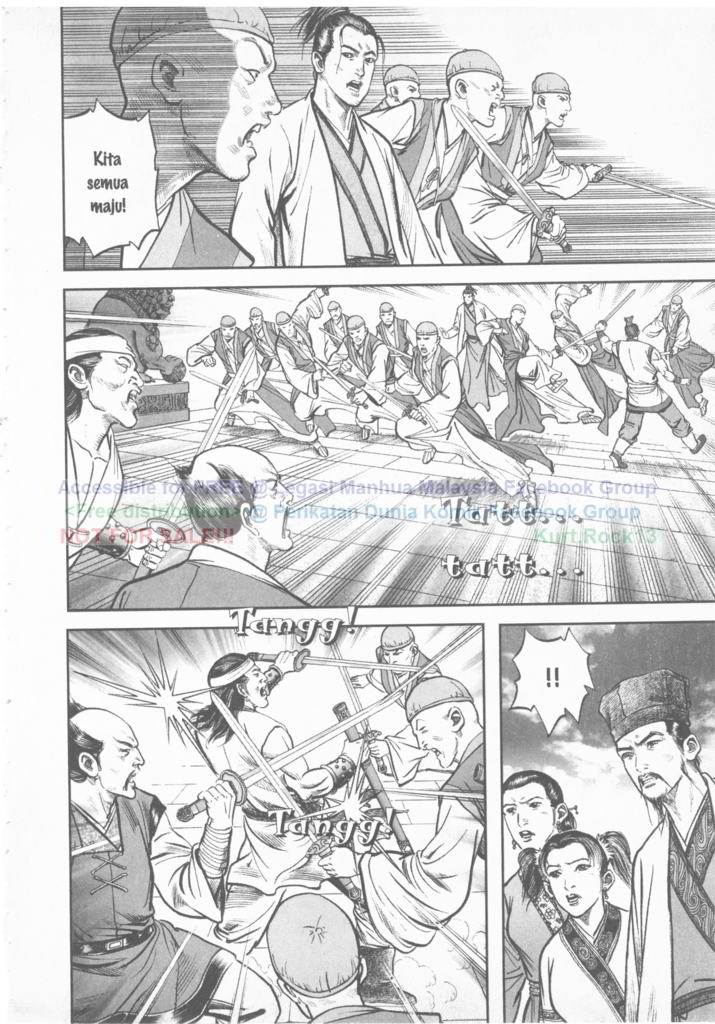 Kita
semua
maju!
Accessible for FREE @ Legasi Manhua Malaysia Facebook Group
<Free distribution> @ Perikatan Dunia Komik Facebook Group
NOT FOR SALE!!!
Kurt Rock13
Tatt...
tatt...
Tangg!
Tangg!
!!